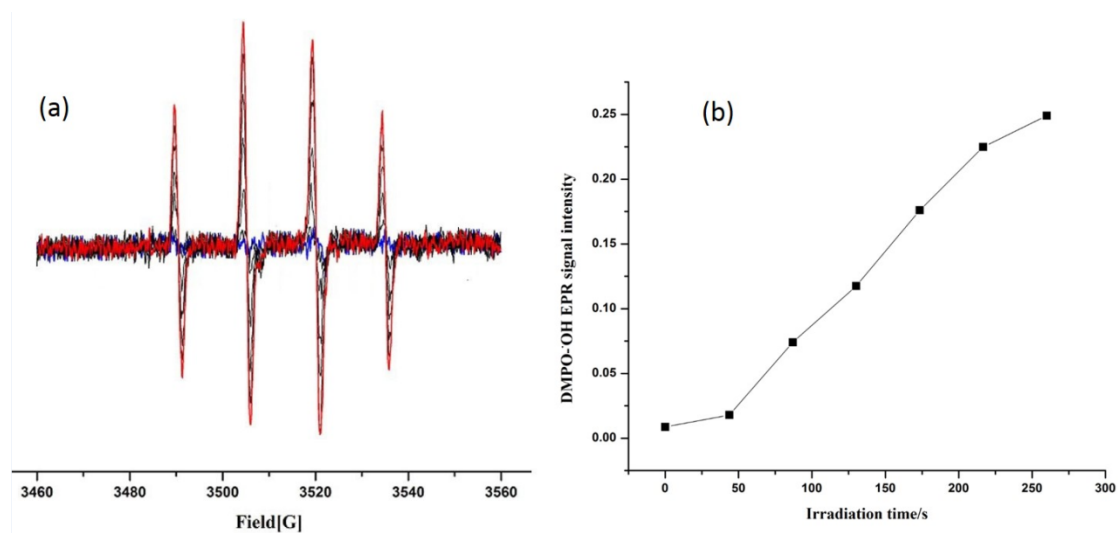 (a)
3460 3480 3500 3520 3540 3560
Field[G]
(b)
DMPO-·OH EPR signal intensity
0.25
0.20
0.15
0.10
0.05
0.00
0 50 100 150 200 250 300
Irradiation time/s